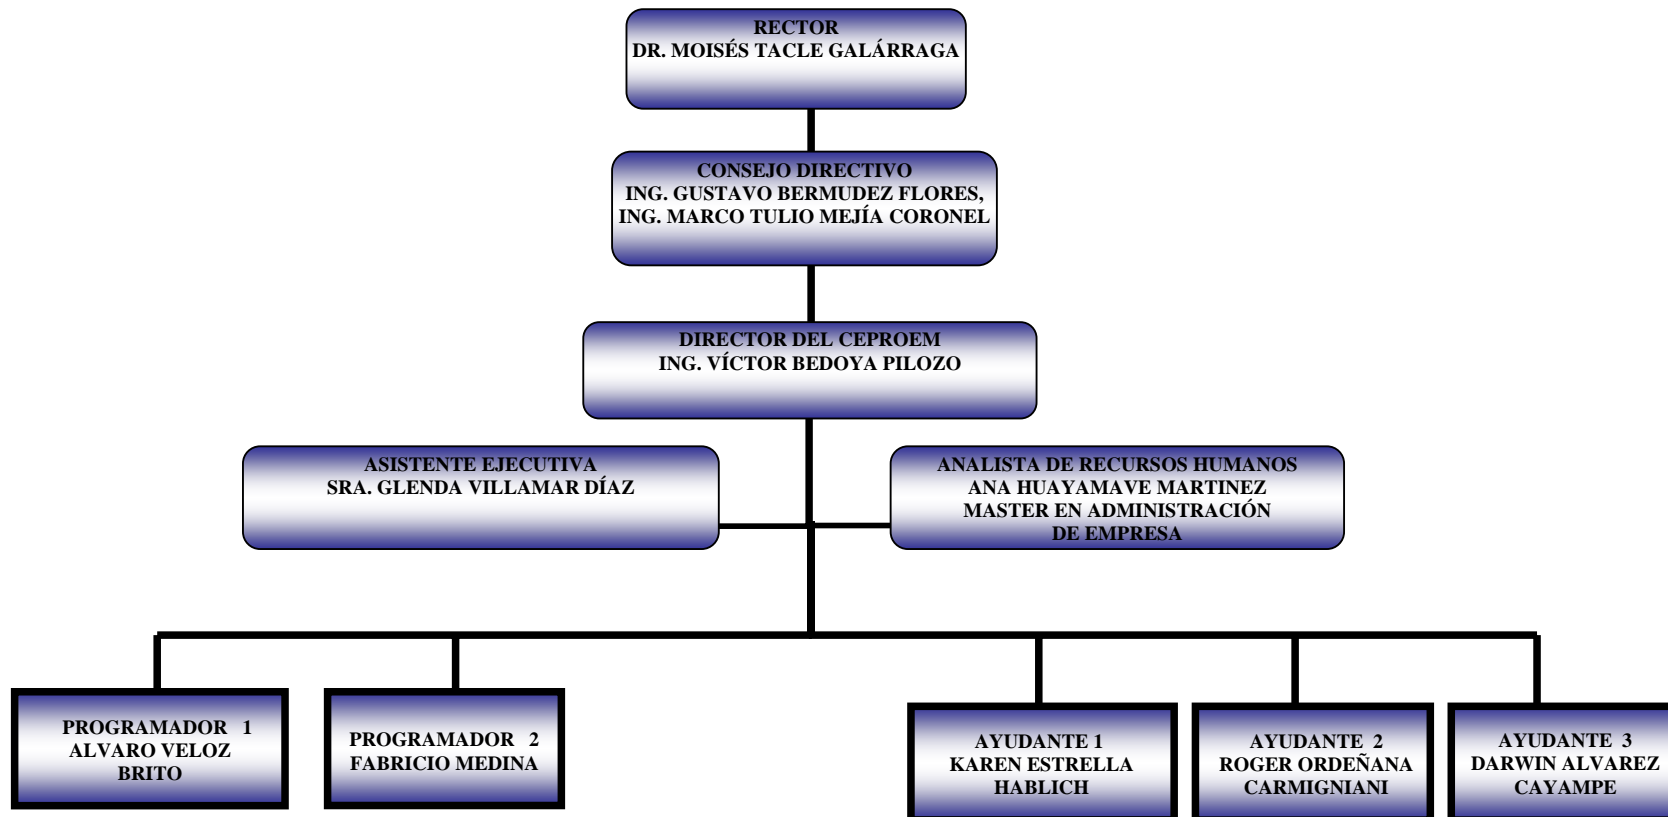 RECTOR
DR. MOISÉS TACLE GALÁRRAGA
CONSEJO DIRECTIVO
ING. GUSTAVO BERMUDEZ FLORES,
ING. MARCO TULIO MEJÍA CORONEL
DIRECTOR DEL CEPROEM
ING. VÍCTOR BEDOYA PILOZO
ASISTENTE EJECUTIVA
SRA. GLENDA VILLAMAR DÍAZ
ANALISTA DE RECURSOS HUMANOS
ANA HUAYAMAVE MARTINEZ
MASTER EN ADMINISTRACIÓN
DE EMPRESA
PROGRAMADOR 1
ALVARO VELOZ
BRITO
PROGRAMADOR 2
FABRICIO MEDINA
AYUDANTE 1
KAREN ESTRELLA
HABLICH
AYUDANTE 2
ROGER ORDEÑANA
CARMIGNIANI
AYUDANTE 3
DARWIN ALVAREZ
CAYAMPE